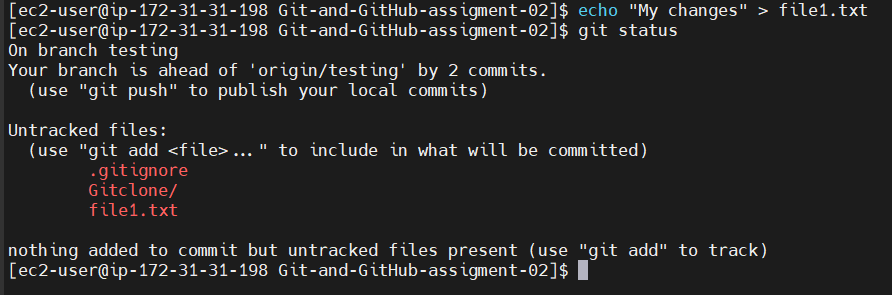 [ec2-user@ip-172-31-31-198 Git-and-GitHub-assigment-02]$ echo "My changes" > file1.txt
[ec2-user@ip-172-31-31-198 Git-and-GitHub-assigment-02]$ git status
On branch testing
Your branch is ahead of 'origin/testing' by 2 commits.
  (use "git push" to publish your local commits)

Untracked files:
  (use "git add <file>..." to include in what will be committed)
        .gitignore
        Gitclone/
        file1.txt

nothing added to commit but untracked files present (use "git add" to track)
[ec2-user@ip-172-31-31-198 Git-and-GitHub-assigment-02]$